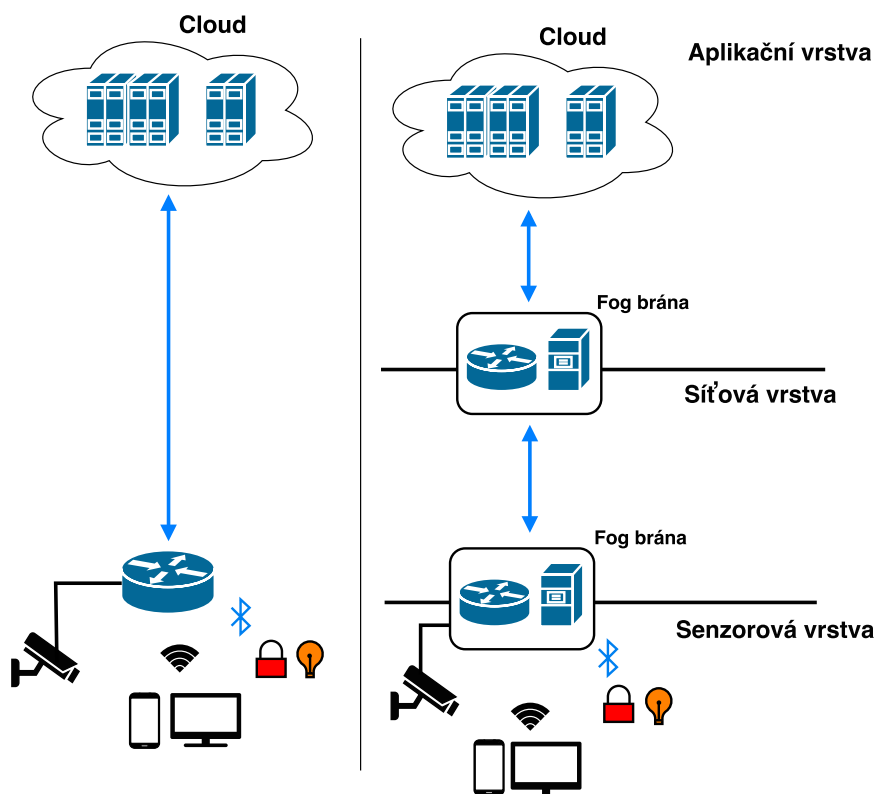 Cloud
Cloud
Aplikační vrstva
Fog brána
Síťová vrstva
Fog brána
Senzorová vrstva